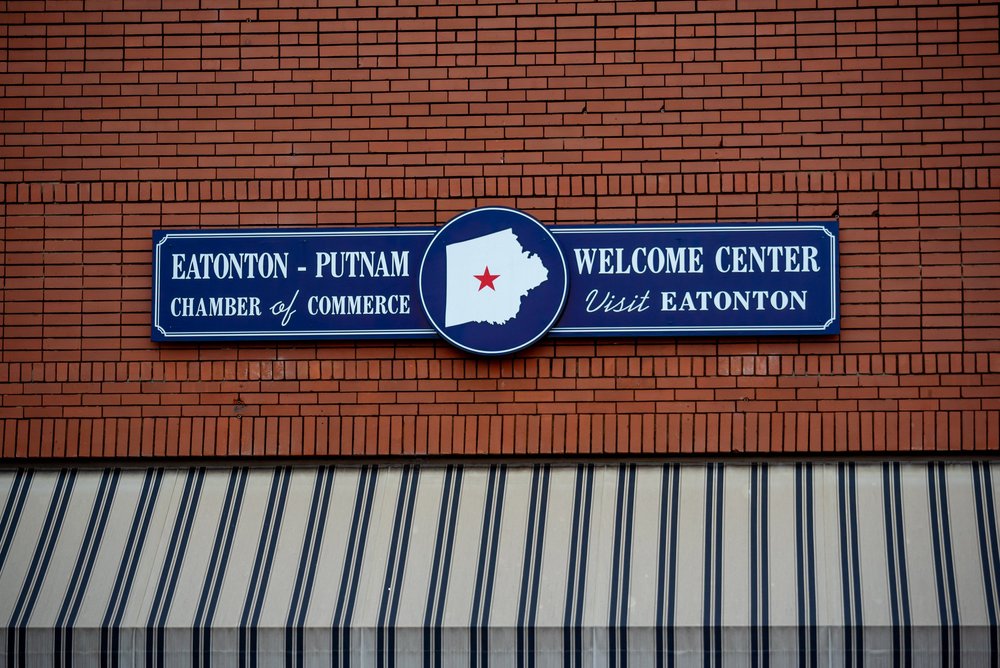 EATONTON - PUTNAM
CHAMBER of COMMERCE
WELCOME CENTER
Visit EATONTON